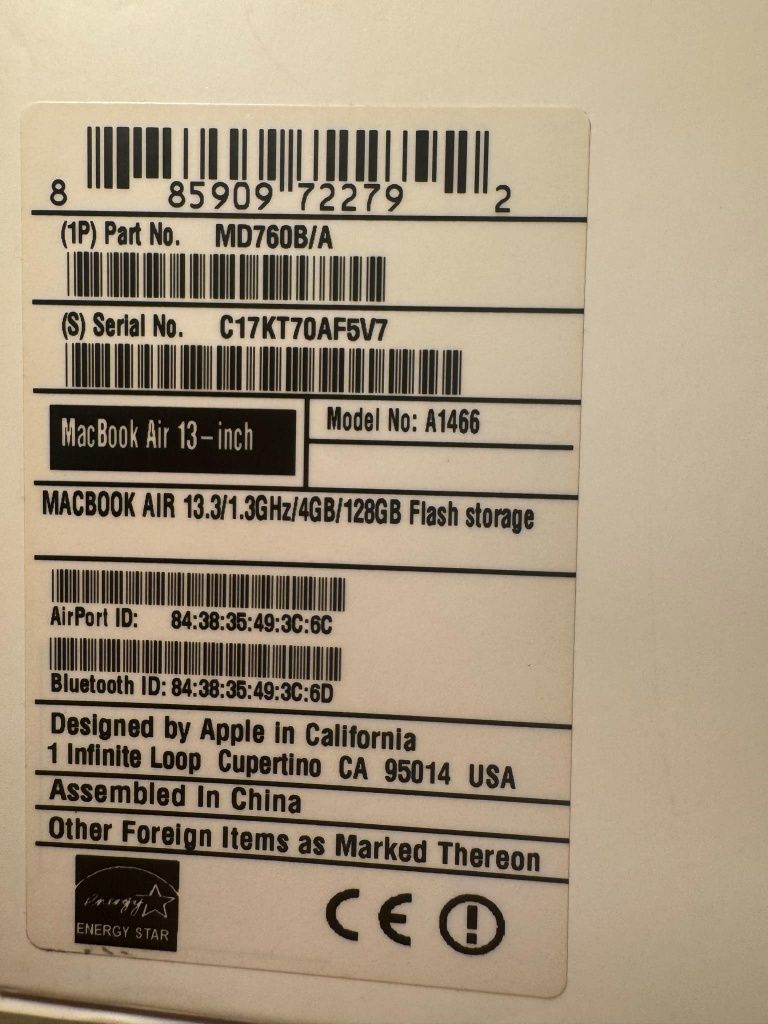 8 85909 72279 2
(1P) Part No. MD760B/A
(S) Serial No. C17KT70AF5V7
MacBook Air 13-inch
Model No: A1466
MACBOOK AIR 13.3/1.3GHz/4GB/128GB Flash storage
AirPort ID: 84:38:35:49:3C:6C
Bluetooth ID: 84:38:35:49:3C:6D
Designed by Apple in California
1 Infinite Loop Cupertino CA 95014 USA
Assembled In China
Other Foreign Items as Marked Thereon
energy
ENERGY STAR
CE